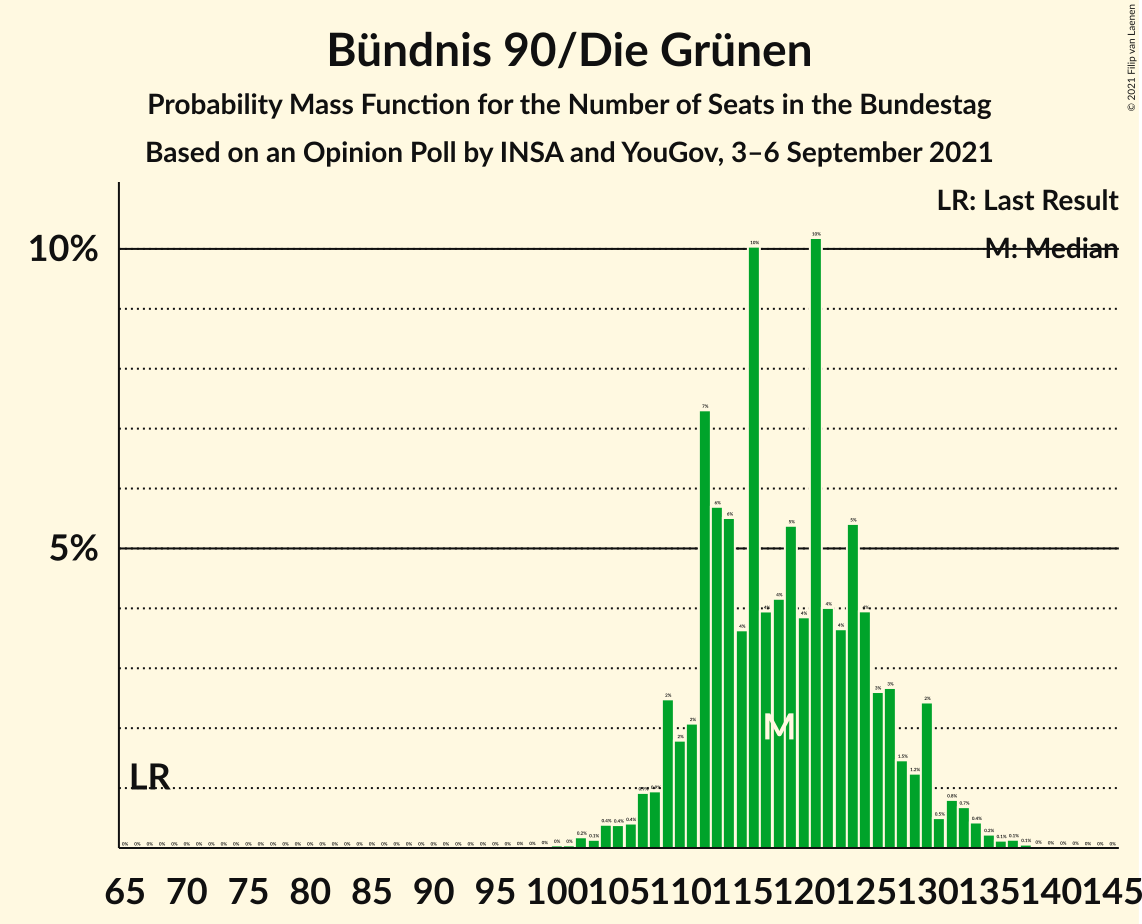 Bündnis 90/Die Grünen
Probability Mass Function for the Number of Seats in the Bundestag
Based on an Opinion Poll by INSA and YouGov, 3–6 September 2021
© 2021 Filip van Laenen
LR: Last Result
M: Median
10%
5%
LR
M
65 70 75 80 85 90 95 100 105 110 115 120 125 130 135 140 145